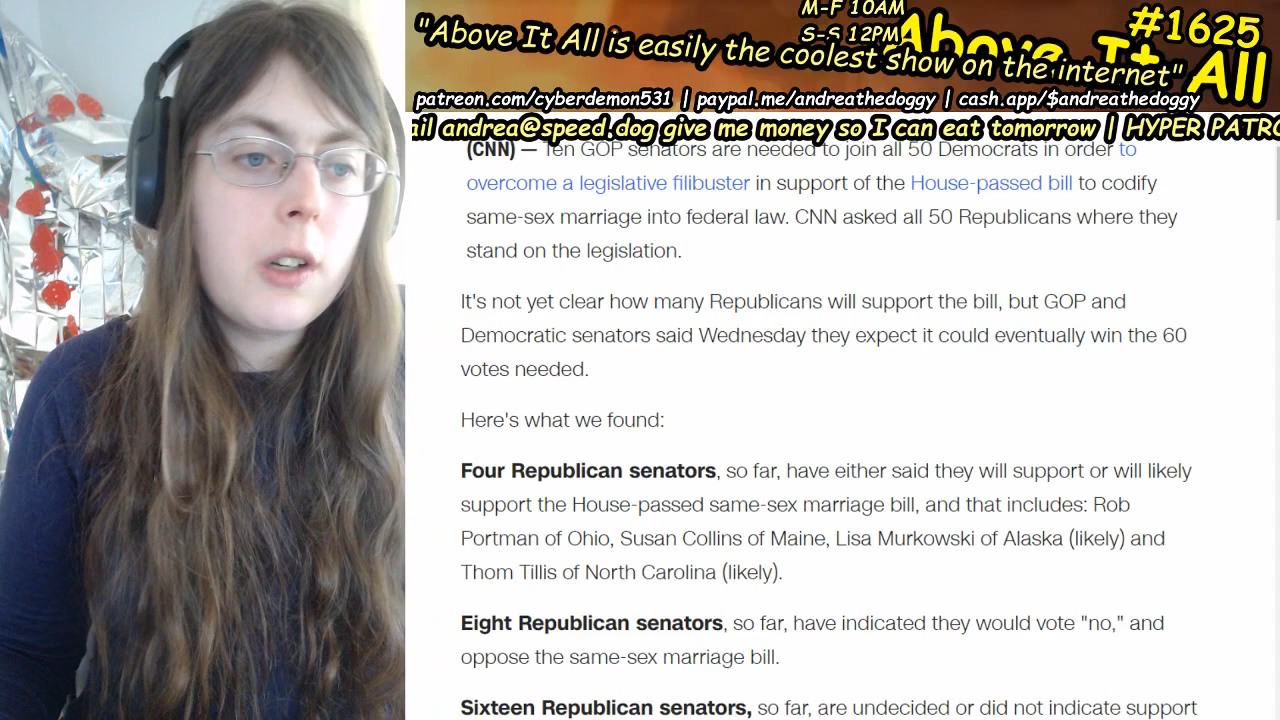 M-F 10AM
S-S 12PM
Above It All
#1625
"Above It All is easily the coolest show on the internet"
patreon.com/cyberdemon531 | paypal.me/andreathedoggy | cash.app/$andreathedoggy
ail andrea@speed.dog give me money so I can eat tomorrow | HYPER PATRO
(CNN) — Ten GOP senators are needed to join all 50 Democrats in order to
overcome a legislative filibuster in support of the House-passed bill to codify
same-sex marriage into federal law. CNN asked all 50 Republicans where they
stand on the legislation.
It's not yet clear how many Republicans will support the bill, but GOP and
Democratic senators said Wednesday they expect it could eventually win the 60
votes needed.
Here's what we found:
Four Republican senators, so far, have either said they will support or will likely
support the House-passed same-sex marriage bill, and that includes: Rob
Portman of Ohio, Susan Collins of Maine, Lisa Murkowski of Alaska (likely) and
Thom Tillis of North Carolina (likely).
Eight Republican senators, so far, have indicated they would vote "no," and
oppose the same-sex marriage bill.
Sixteen Republican senators, so far, are undecided or did not indicate support